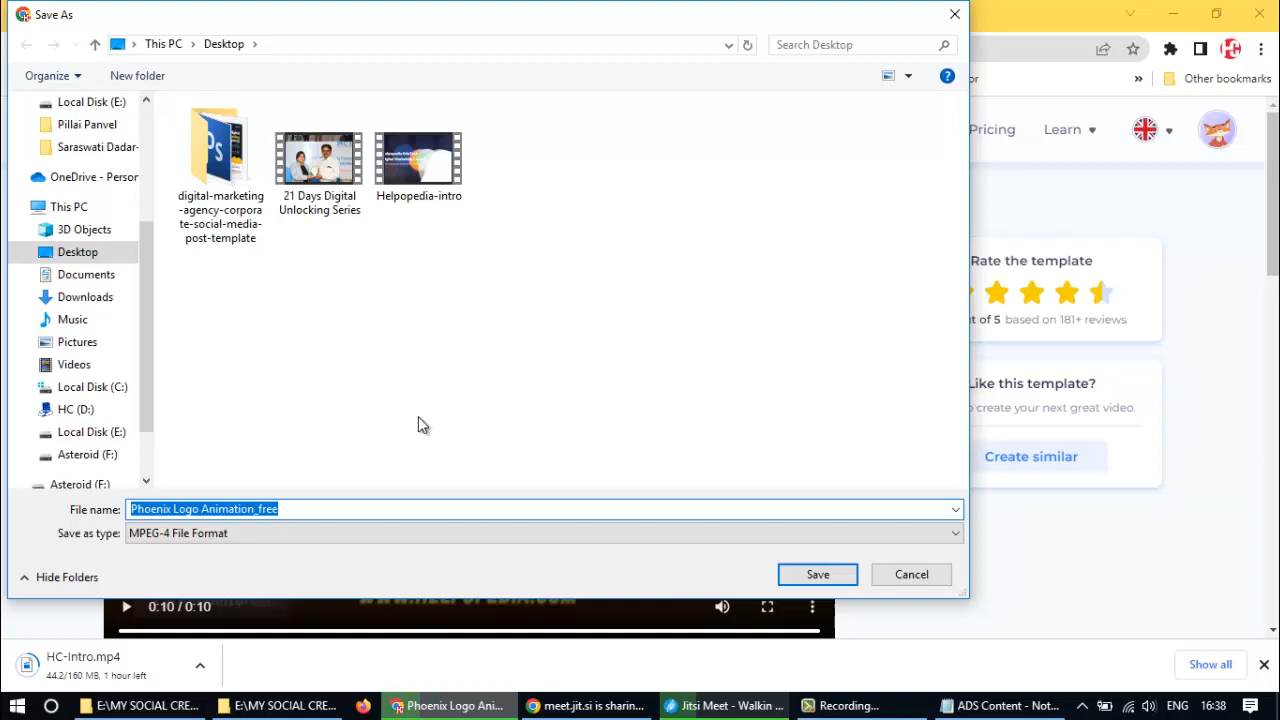 Save As
This PC
Desktop
Search Desktop
Organize
New folder
Local Disk (E:)
Pillai Panvel
Saraswati Dadar-
OneDrive - Person
This PC
3D Objects
Desktop
Documents
Downloads
Music
Pictures
Videos
Local Disk (C:)
HC (D:)
Local Disk (E:)
Asteroid (F:)
Asteroid (F:)
digital-marketing
-agency-corpora
te-social-media-
post-template
21 Days Digital
Unlocking Series
Helpopedia-intro
File name:
Phoenix Logo Animation_free
Save as type:
MPEG-4 File Format
Hide Folders
Save
Cancel
»
Other bookmarks
Pricing
Learn
Rate the template
t of 5 based on 181+ reviews
Like this template?
o create your next great video.
Create similar
0:10 / 0:10
WWW.HELPOPEDIA.COM
HC-Intro.mp4
44.2/160 MB, 1 hour left
Show all
E:\MY SOCIAL CRE...
E:\MY SOCIAL CRE...
Phoenix Logo Ani...
meet.jit.si is sharin...
Jitsi Meet - Walkin ...
Recording...
ADS Content - Not...
ENG
16:38